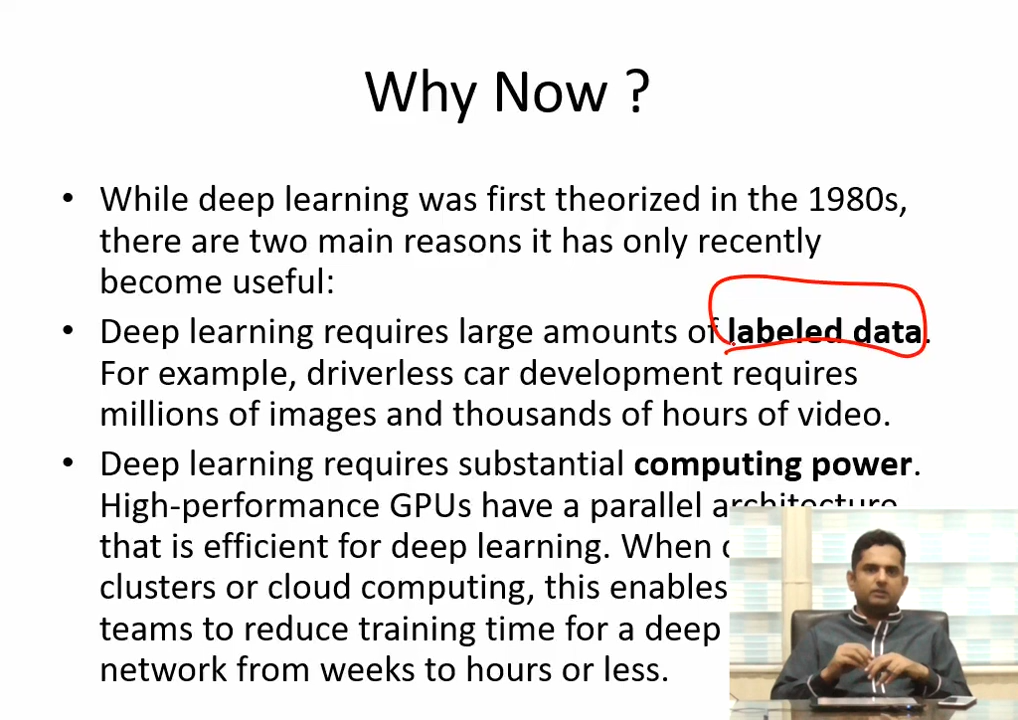 Why Now ?
• While deep learning was first theorized in the 1980s,
there are two main reasons it has only recently
become useful:
• Deep learning requires large amounts of labeled data.
For example, driverless car development requires
millions of images and thousands of hours of video.
• Deep learning requires substantial computing power.
High-performance GPUs have a parallel architecture
that is efficient for deep learning. When
clusters or cloud computing, this enables
teams to reduce training time for a deep
network from weeks to hours or less.